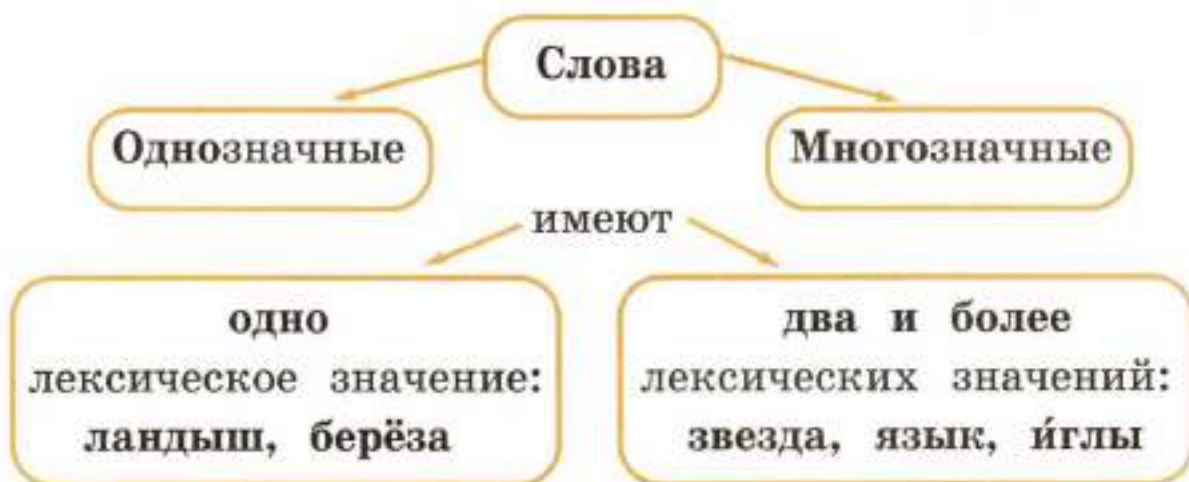 Слова
Однозначные
Многозначные
имеют
одно
лексическое значение:
ландыш, берёза
два и более
лексических значений:
звезда, язык, и́глы